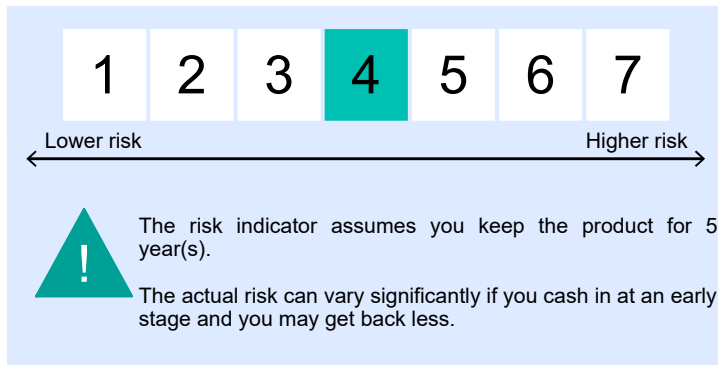 1 2 3 4 5 6 7
Lower risk Higher risk
!
The risk indicator assumes you keep the product for 5
year(s).
The actual risk can vary significantly if you cash in at an early
stage and you may get back less.